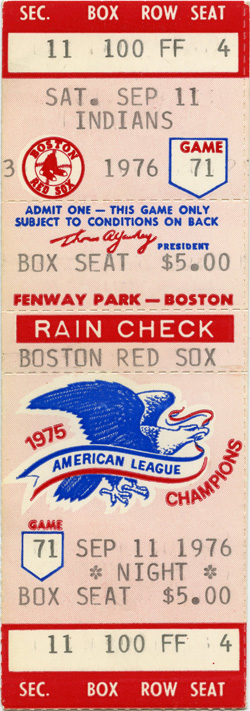 SEC. BOX ROW SEAT
11 100 FF 4
SAT. SEP 11
INDIANS
BOSTON
RED SOX
3 1976
GAME
71
ADMIT ONE — THIS GAME ONLY
SUBJECT TO CONDITIONS ON BACK
PRESIDENT
BOX SEAT $5.00
FENWAY PARK — BOSTON
RAIN CHECK
BOSTON RED SOX
1975
AMERICAN LEAGUE
CHAMPIONS
GAME
71
SEP 11 1976
* NIGHT *
BOX SEAT $5.00
11 100 FF 4
SEC. BOX ROW SEAT